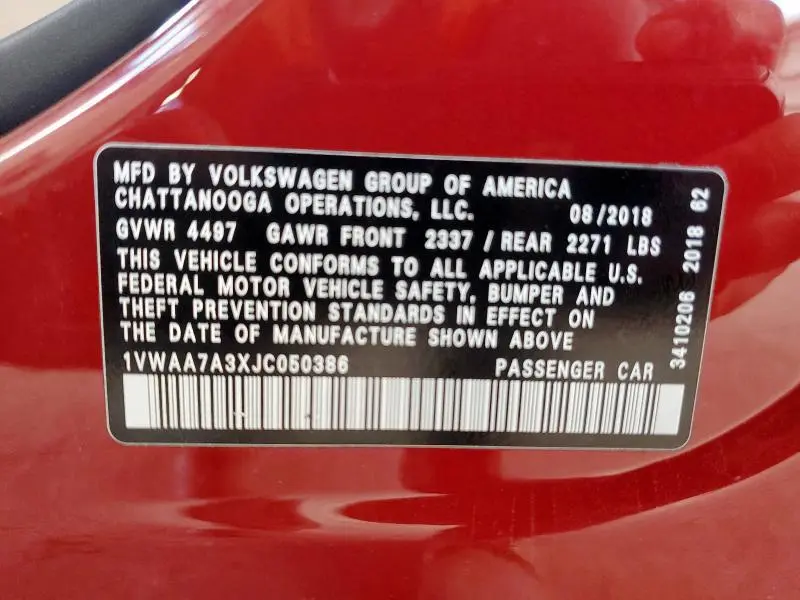 MFD BY VOLKSWAGEN GROUP OF AMERICA
CHATTANOOGA OPERATIONS, LLC. 08/2018
GVWR 4497 GAWR FRONT 2337 / REAR 2271 LBS
THIS VEHICLE CONFORMS TO ALL APPLICABLE U.S.
FEDERAL MOTOR VEHICLE SAFETY, BUMPER AND
THEFT PREVENTION STANDARDS IN EFFECT ON
THE DATE OF MANUFACTURE SHOWN ABOVE
1VWAA7A3XJC050386 PASSENGER CAR
3410206 2018 62